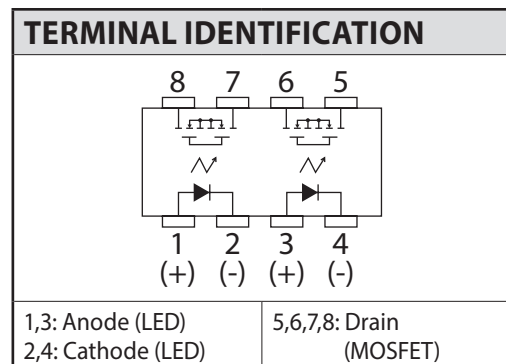 TERMINAL IDENTIFICATION
8 7 6 5
1 2 3 4
(+) (-) (+) (-)
1,3: Anode (LED)
2,4: Cathode (LED)
5,6,7,8: Drain
(MOSFET)